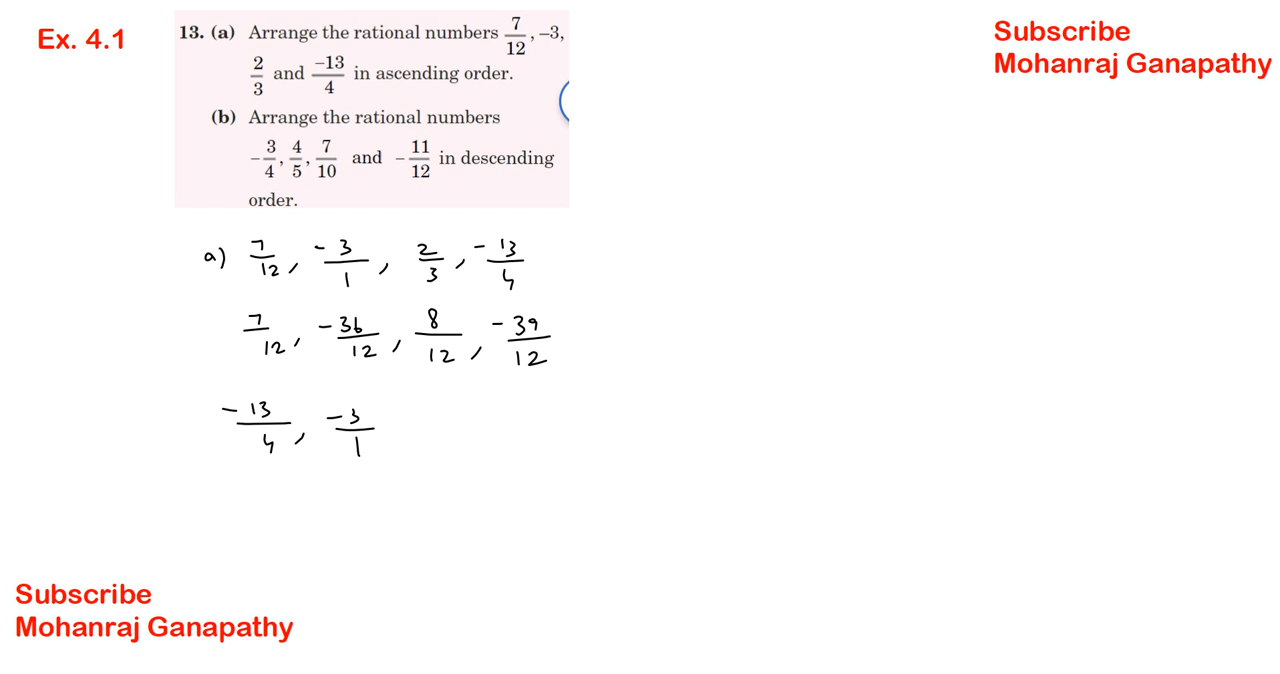 Ex. 4.1
Subscribe
Mohanraj Ganapathy
13. (a) Arrange the rational numbers 7/12, –3,
2/3 and –13/4 in ascending order.
(b) Arrange the rational numbers
–3/4, 4/5, 7/10 and –11/12 in descending
order.
a) 7/12, -3/1, 2/3, -13/4
7/12, -36/12, 8/12, -39/12
-13/4, -3/1
Subscribe
Mohanraj Ganapathy